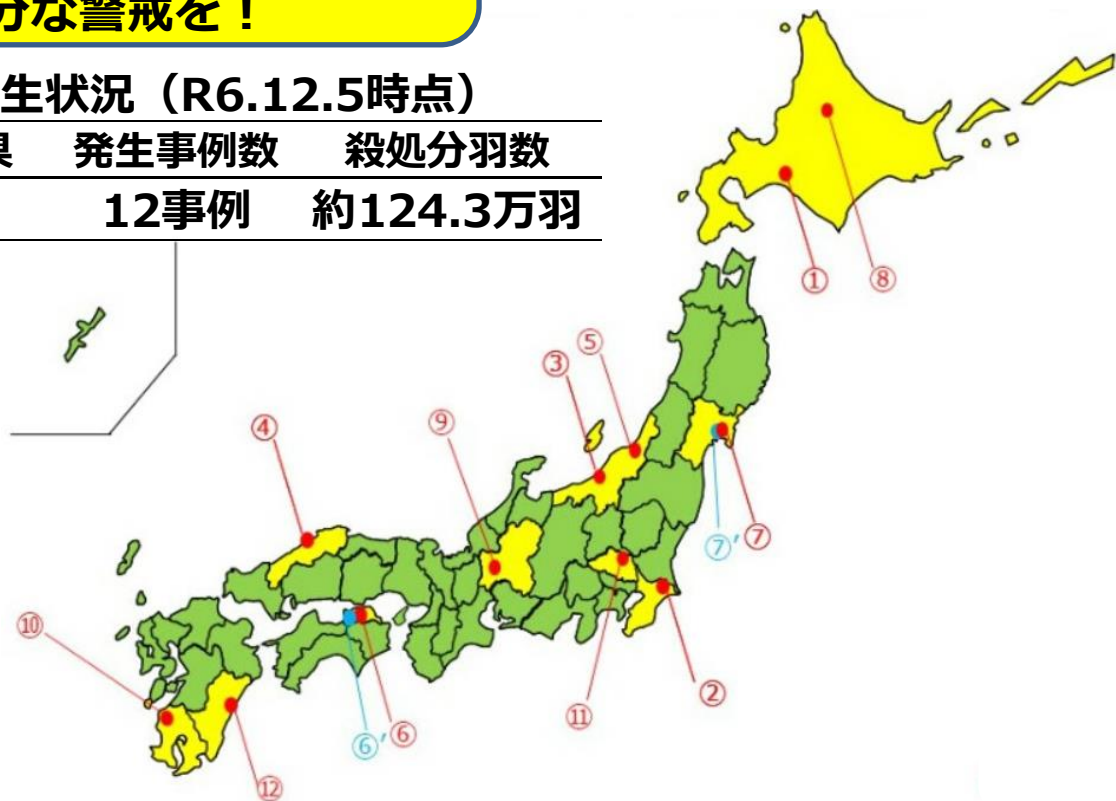 分な警戒を！
生状況（R6.12.5時点）
発生事例数 殺処分羽数
12事例 約124.3万羽
① ⑧
⑤
③
⑨
④
⑦′ ⑦
⑩
②
⑪
⑥′ ⑥
⑫